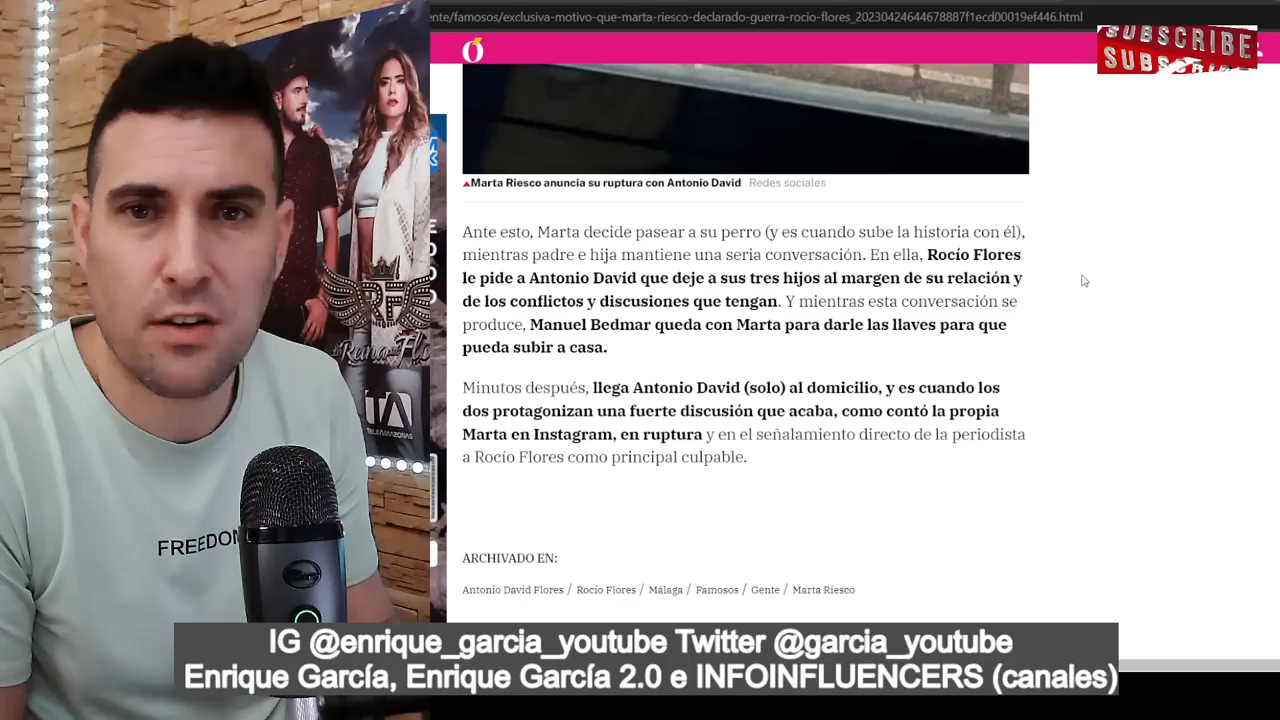 ente/famosos/exclusiva-motivo-que-marta-riesco-declarado-guerra-rocio-flores_20230424644678887f1ecd00019ef446.html
SUBSCRIBE
Marta Riesco anuncia su ruptura con Antonio David Redes sociales
Ante esto, Marta decide pasear a su perro (y es cuando sube la historia con él),
mientras padre e hija mantiene una seria conversación. En ella, Rocío Flores
le pide a Antonio David que deje a sus tres hijos al margen de su relación y
de los conflictos y discusiones que tengan. Y mientras esta conversación se
produce, Manuel Bedmar queda con Marta para darle las llaves para que
pueda subir a casa.
Minutos después, llega Antonio David (solo) al domicilio, y es cuando los
dos protagonizan una fuerte discusión que acaba, como contó la propia
Marta en Instagram, en ruptura y en el señalamiento directo de la periodista
a Rocío Flores como principal culpable.
ARCHIVADO EN:
Antonio David Flores / Rocío Flores / Málaga / Famosos / Gente / Marta Riesco
RF
La Reina
TA
TELEAMAZONAS
FREEDOM
IG @enrique_garcia_youtube Twitter @garcia_youtube
Enrique García, Enrique García 2.0 e INFOINFLUENCERS (canales)